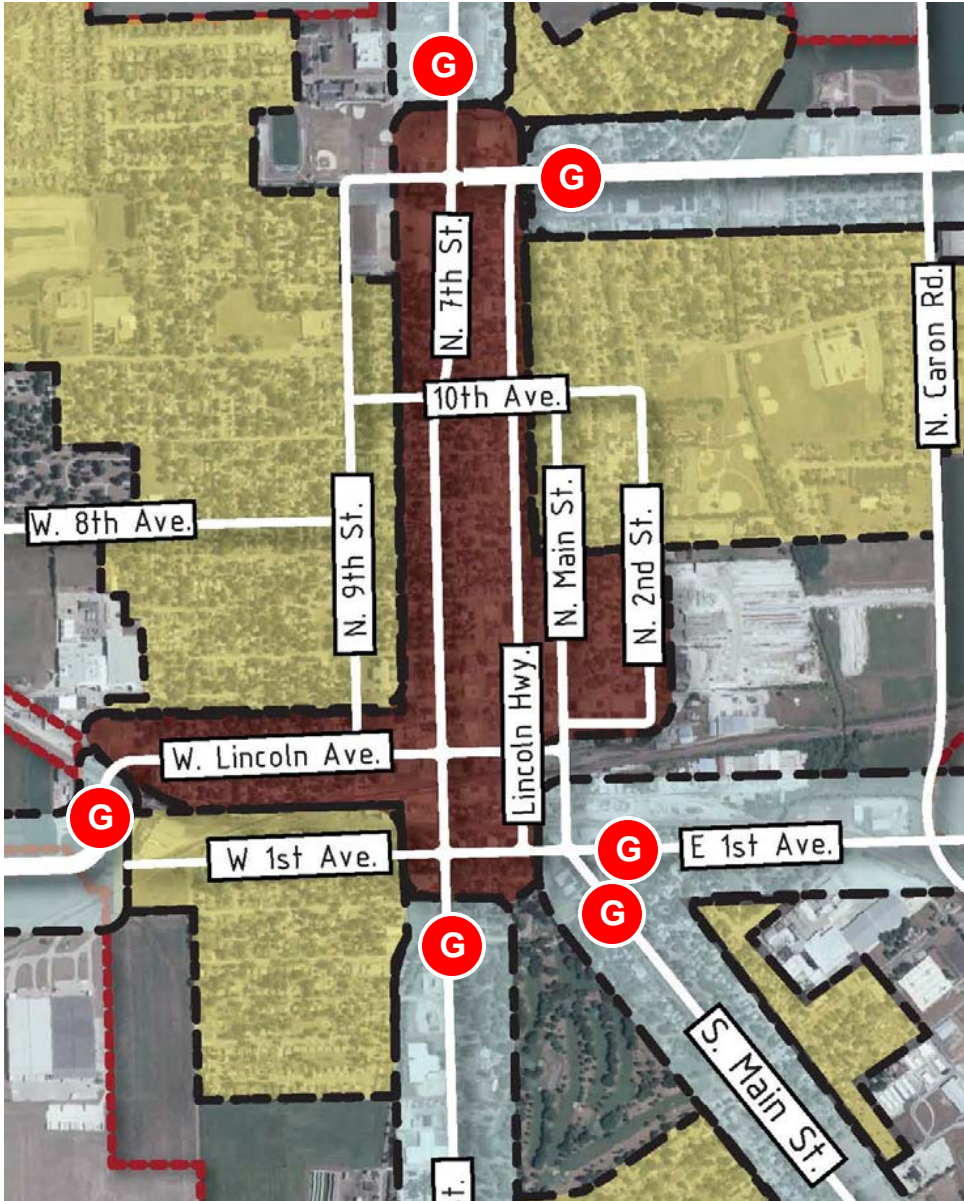 G
G
N. 7th St.
N. Caron Rd.
10th Ave.
W. 8th Ave.
N. 9th St.
N. Main St.
N. 2nd St.
Lincoln Hwy.
W. Lincoln Ave.
G
W 1st Ave.
G
E 1st Ave.
G
G
S. Main St.
t.